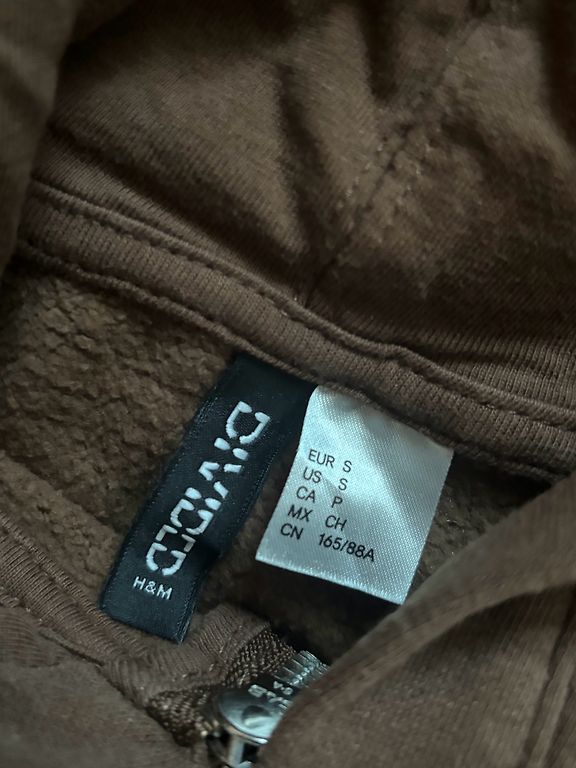 DIVIDED
H&M
EUR S
US S
CA P
MX CH
CN 165/88A